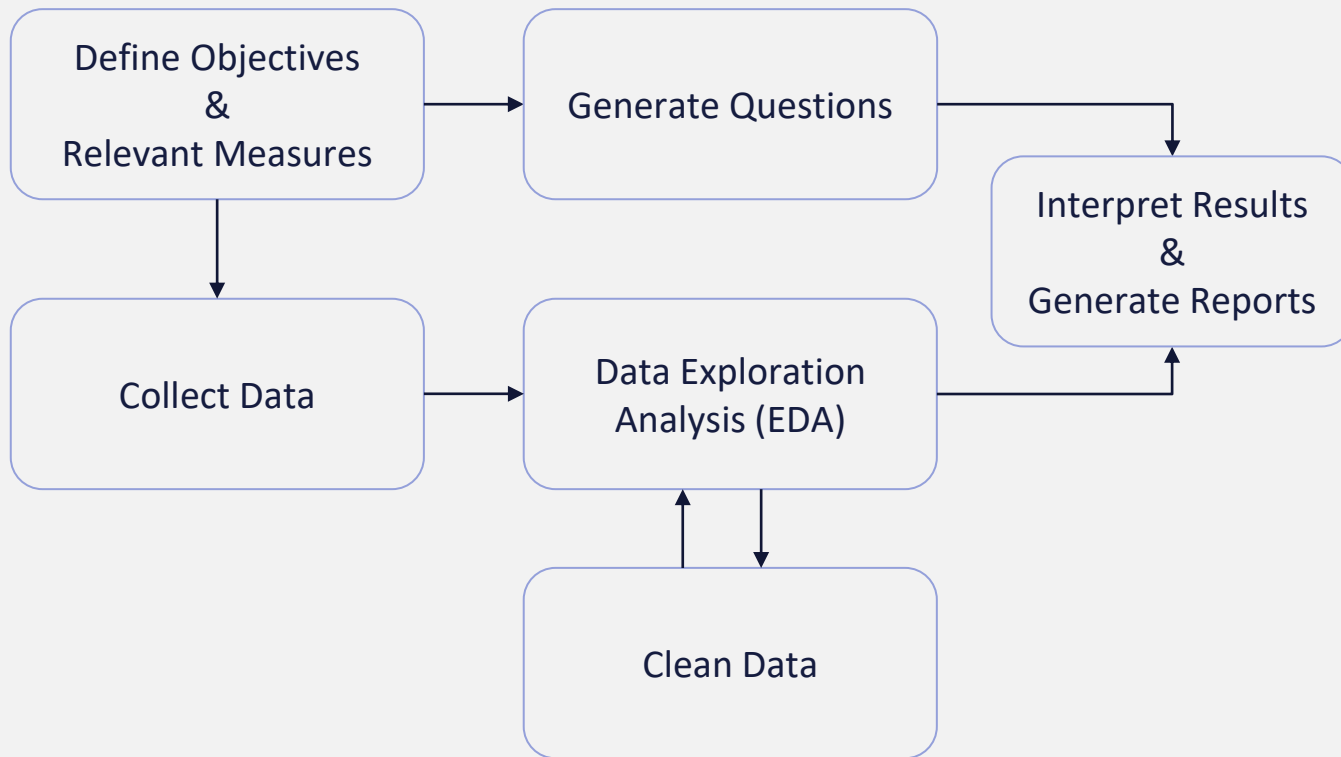 Define Objectives
&
Relevant Measures
Generate Questions
Interpret Results
&
Generate Reports
Collect Data
Data Exploration
Analysis (EDA)
Clean Data